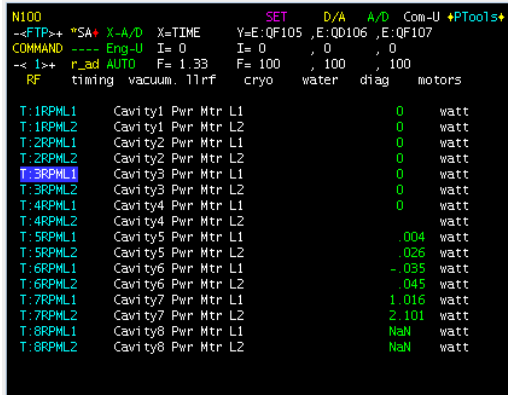 N100 SET D/A A/D Com-U ♦PTools♦
-<FTP>+ *SA♦ X-A/D X=TIME Y=E:QF105 ,E:QD106 ,E:QF107
COMMAND ---- Eng-U I= 0 I= 0 , 0 , 0
-< 1>+ r_ad AUTO F= 1.33 F= 100 , 100 , 100
RF timing vacuum. llrf cryo water diag motors
T:1RPML1 Cavity1 Pwr Mtr L1 0 watt
T:1RPML2 Cavity1 Pwr Mtr L2 0 watt
T:2RPML1 Cavity2 Pwr Mtr L1 0 watt
T:2RPML2 Cavity2 Pwr Mtr L2 0 watt
T:3RPML1 Cavity3 Pwr Mtr L1 0 watt
T:3RPML2 Cavity3 Pwr Mtr L2 0 watt
T:4RPML1 Cavity4 Pwr Mtr L1 0 watt
T:4RPML2 Cavity4 Pwr Mtr L2 watt
T:5RPML1 Cavity5 Pwr Mtr L1 .004 watt
T:5RPML2 Cavity5 Pwr Mtr L2 .026 watt
T:6RPML1 Cavity6 Pwr Mtr L1 -.035 watt
T:6RPML2 Cavity6 Pwr Mtr L2 .045 watt
T:7RPML1 Cavity7 Pwr Mtr L1 1.016 watt
T:7RPML2 Cavity7 Pwr Mtr L2 2.101 watt
T:8RPML1 Cavity8 Pwr Mtr L1 NaN watt
T:8RPML2 Cavity8 Pwr Mtr L2 NaN watt